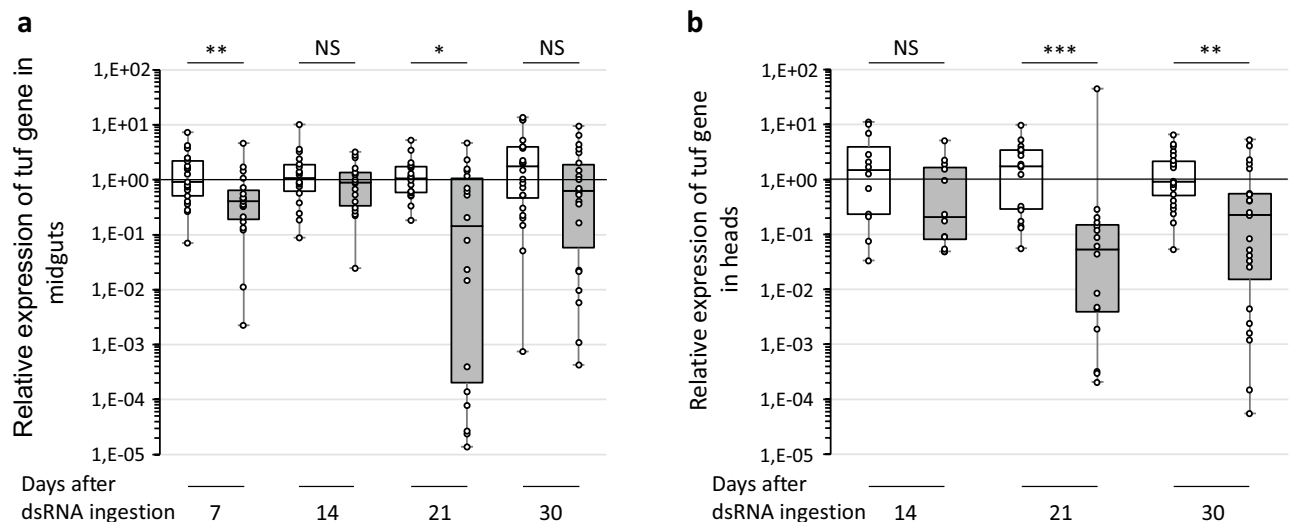 a
** NS * NS
Relative expression of tuf gene in
midguts
1,E+02
1,E+01
1,E+00
1,E-01
1,E-02
1,E-03
1,E-04
1,E-05
Days after
dsRNA ingestion 7 14 21 30
b
NS *** **
Relative expression of tuf gene
in heads
1,E+02
1,E+01
1,E+00
1,E-01
1,E-02
1,E-03
1,E-04
1,E-05
Days after
dsRNA ingestion 14 21 30